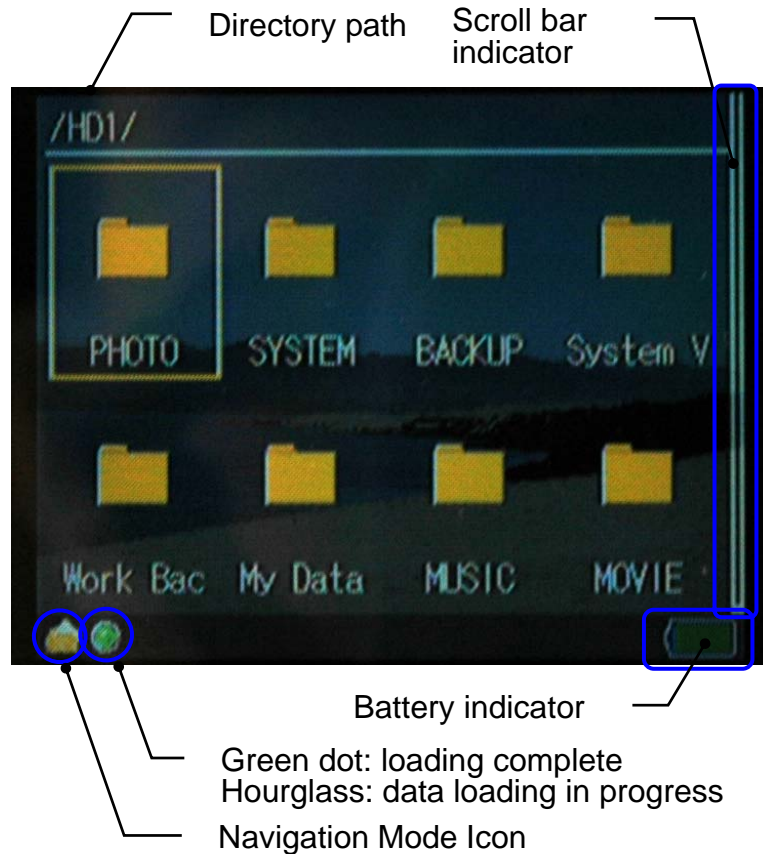 Directory path
Scroll bar
indicator
/HD1/
PHOTO SYSTEM BACKUP System V
Work Bac My Data MUSIC MOVIE
Battery indicator
Green dot: loading complete
Hourglass: data loading in progress
Navigation Mode Icon